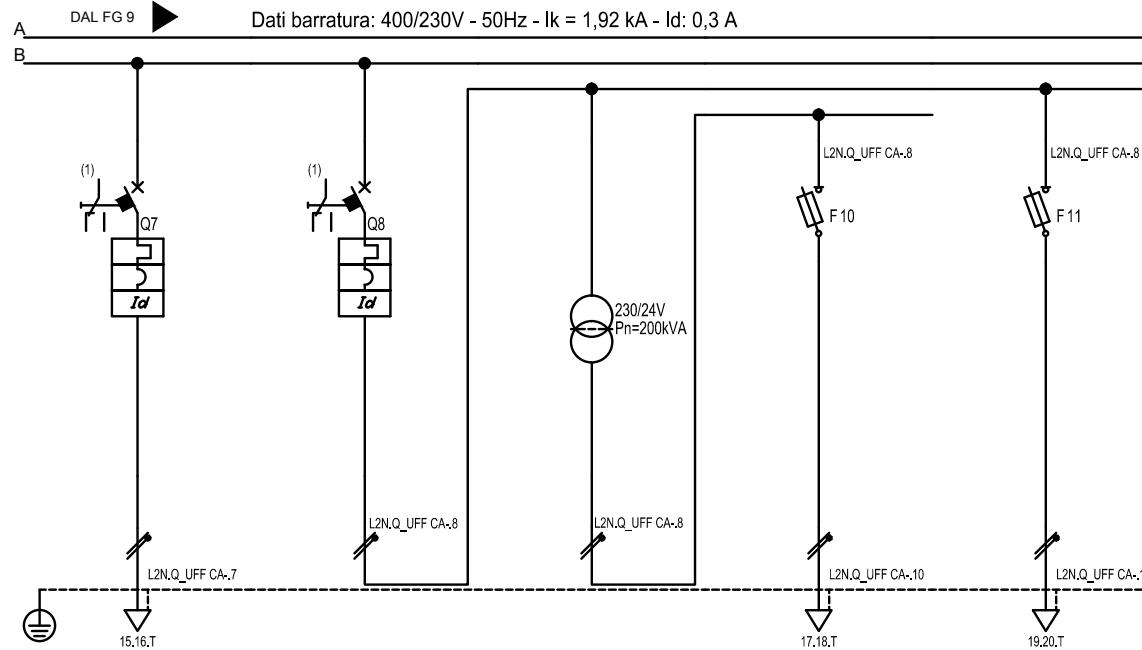 DAL FG 9
Dati barratura: 400/230V - 50Hz - Ik = 1,92 kA - Id: 0,3 A
A
B
L2N.Q_UFF CA-.8
L2N.Q_UFF CA-.8
(1)
(1)
Q7
Q8
F 10
F 11
Id
Id
230/24V
Pn=200kVA
L2N.Q_UFF CA-.8
L2N.Q_UFF CA-.8
L2N.Q_UFF CA-.7
L2N.Q_UFF CA-.10
L2N.Q_UFF CA-.1
15.16.T
17.18.T
19.20.T